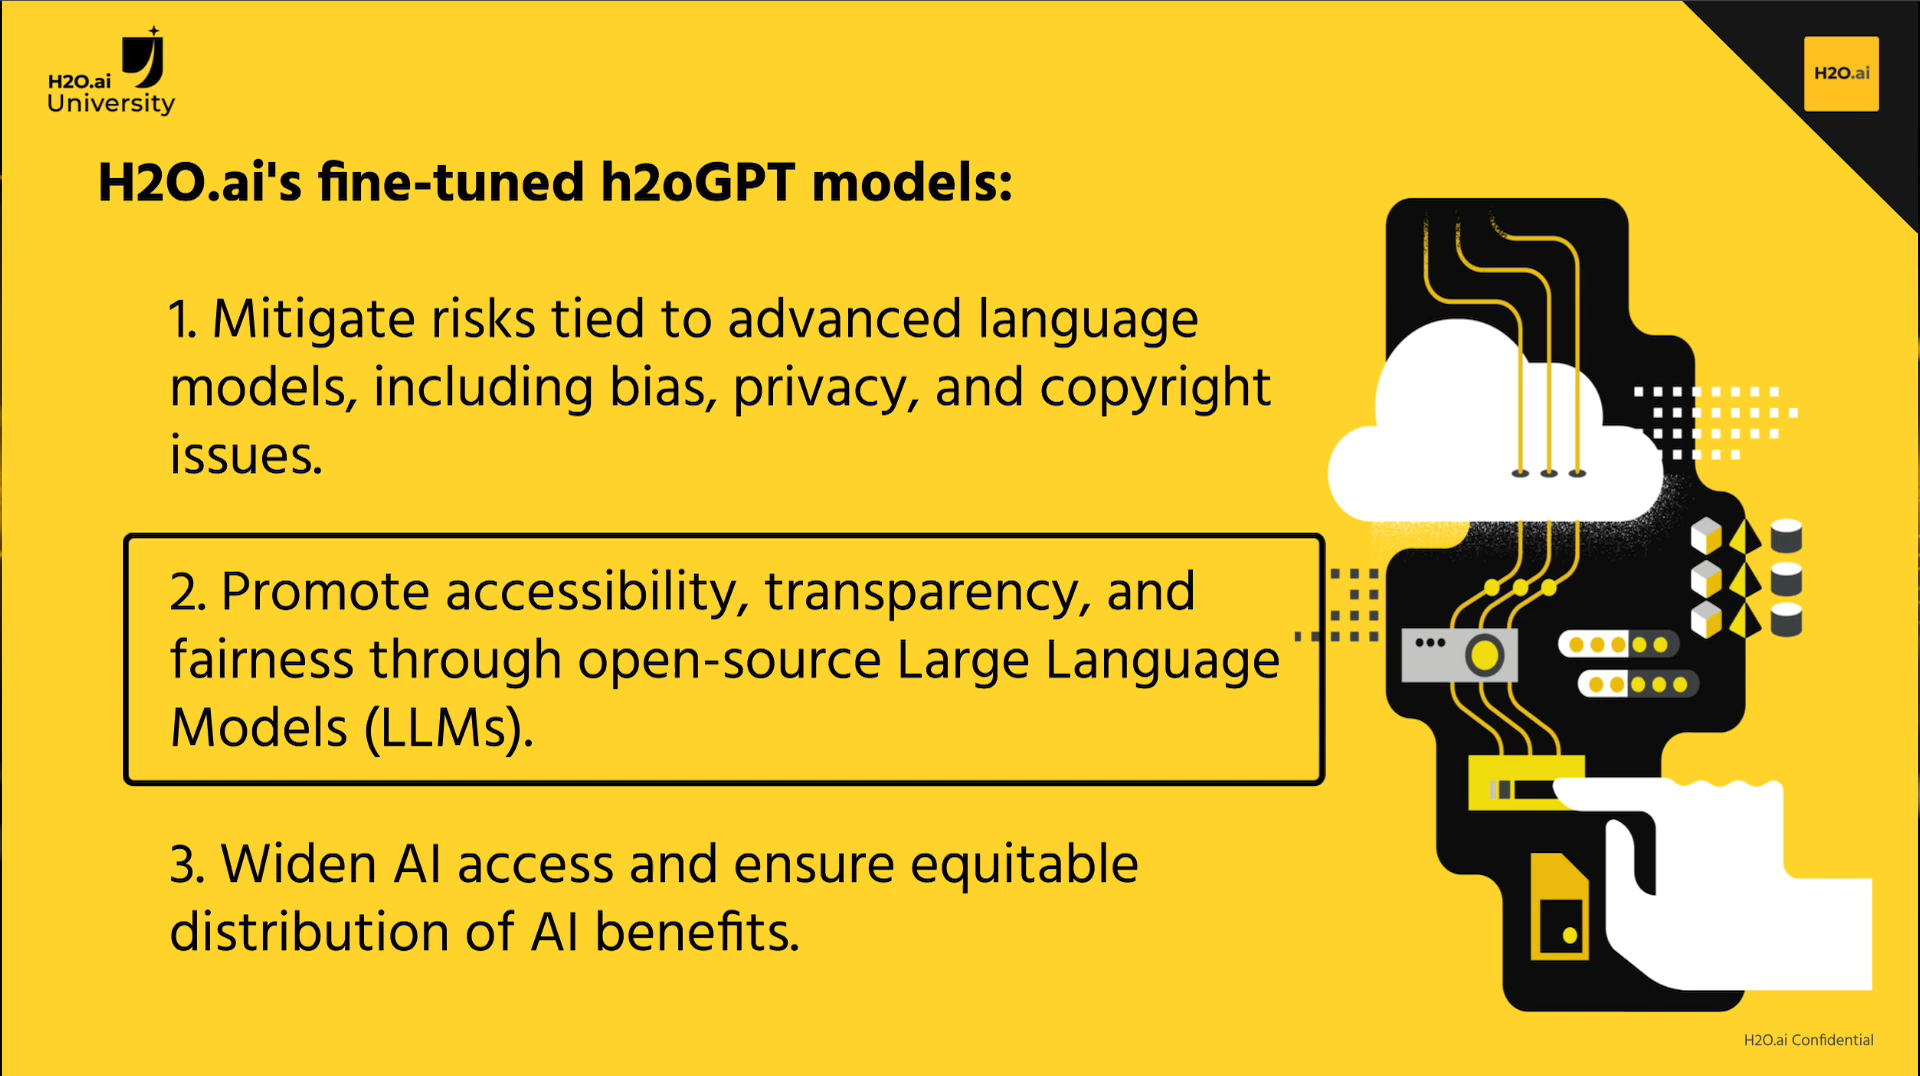 H2O.ai
University
H2O.ai
H2O.ai's fine-tuned h2oGPT models:
1. Mitigate risks tied to advanced language
models, including bias, privacy, and copyright
issues.
2. Promote accessibility, transparency, and
fairness through open-source Large Language
Models (LLMs).
3. Widen AI access and ensure equitable
distribution of AI benefits.
H2O.ai Confidential